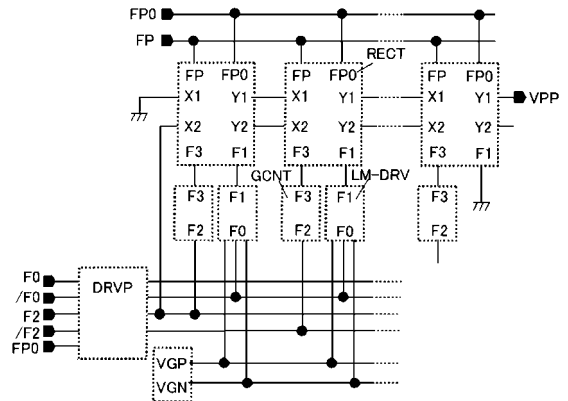 FP0
FP
RECT
FP FP0 FP FP0 FP FP0
X1 Y1 X1 Y1 X1 Y1 VPP
X2 Y2 X2 Y2 X2 Y2
F3 F1 F3 F1 F3 F1
GCNT LM-DRV
F3 F1 F3 F1 F3
F2 F0 F2 F0 F2
F0
/F0 DRVP
F2
/F2
FP0
VGP
VGN